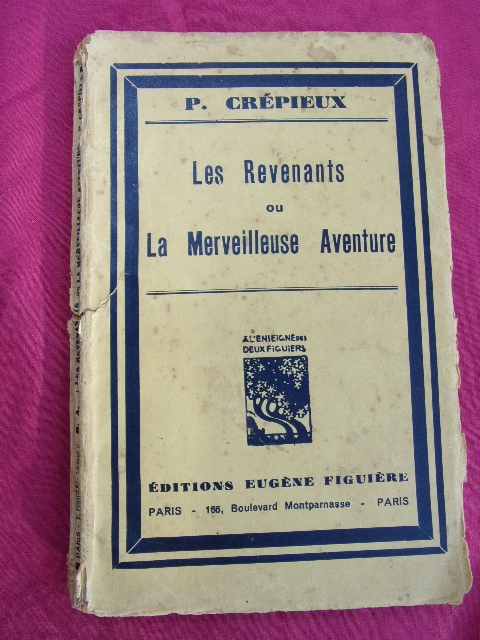 P. CRÉPIEUX
Les Revenants
ou
La Merveilleuse Aventure
A L'ENSEIGNE DES
DEUX FIGUIERS
ÉDITIONS EUGÈNE FIGUIÈRE
PARIS - 166, Boulevard Montparnasse - PARIS